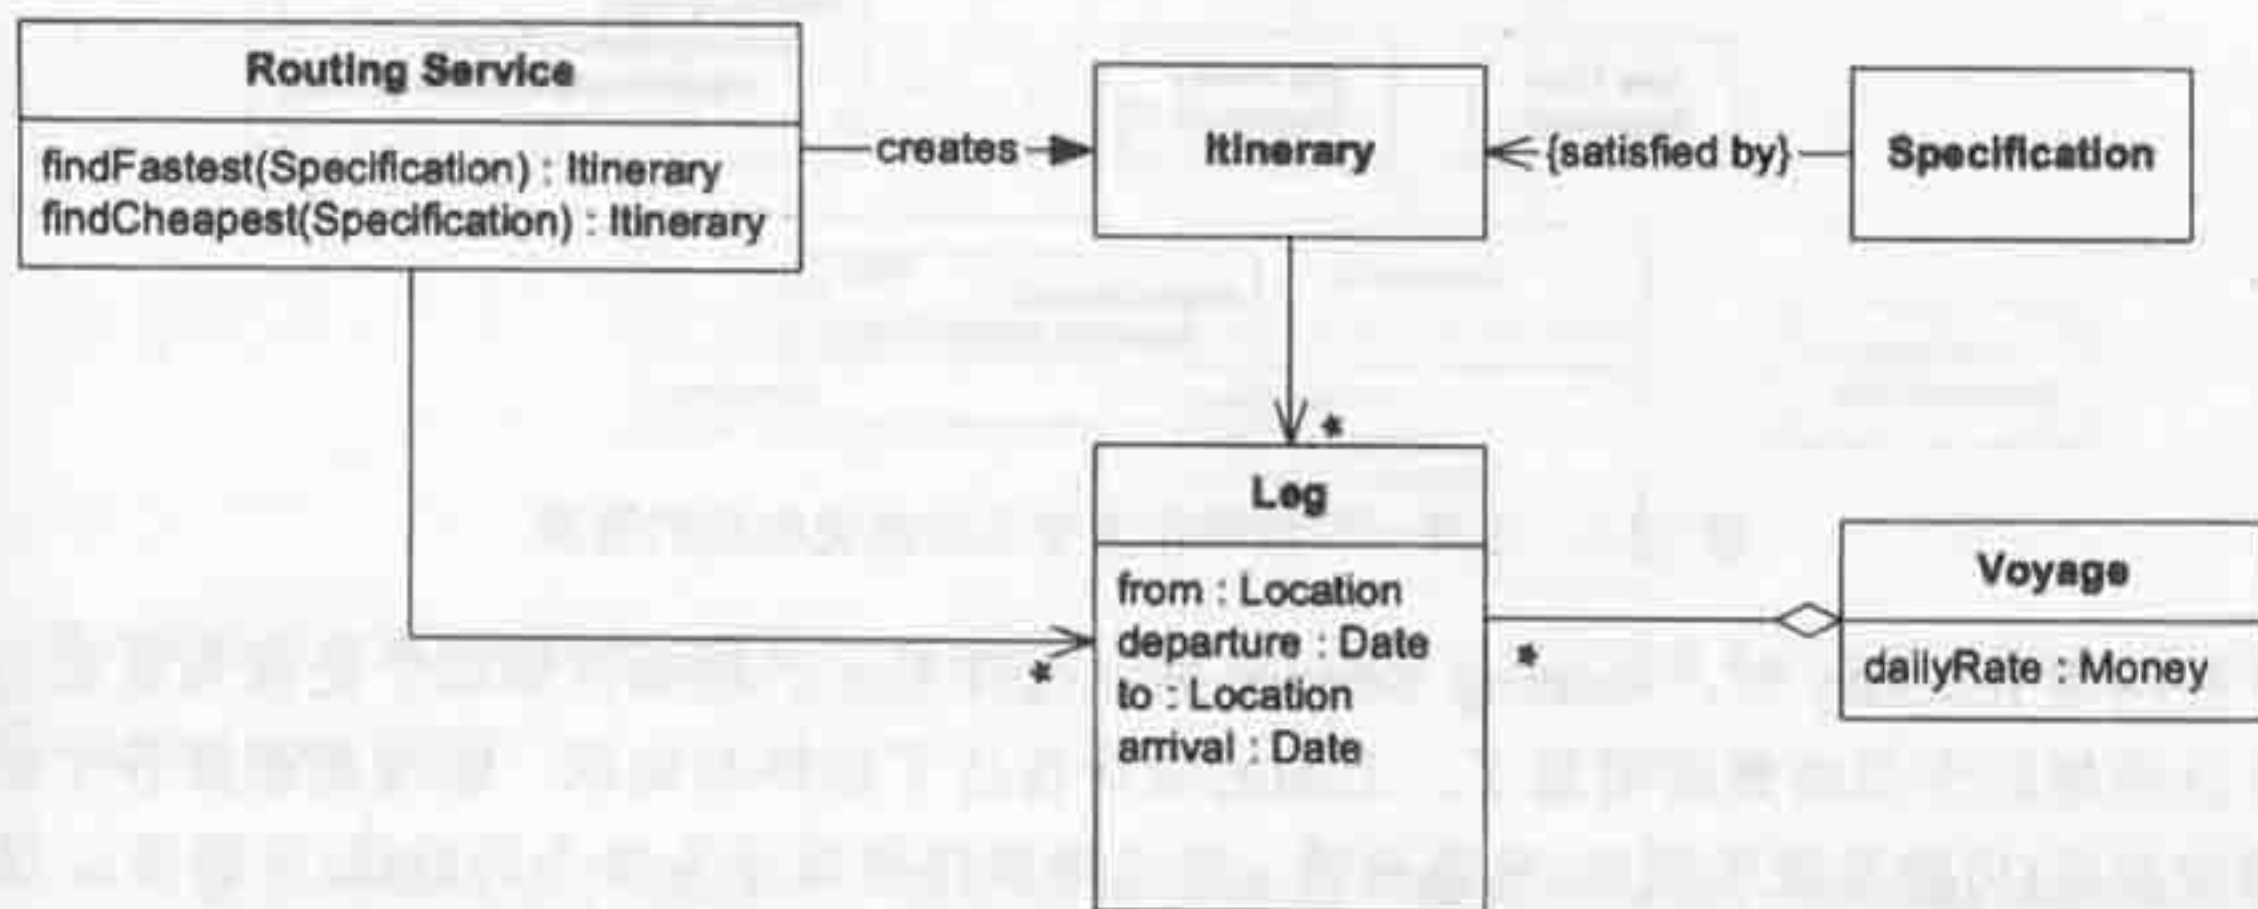 Routing Service
findFastest(Specification) : Itinerary
findCheapest(Specification) : Itinerary
creates
Itinerary
{satisfied by}
Specification
*
Leg
from : Location
departure : Date
to : Location
arrival : Date
*
*
Voyage
dailyRate : Money